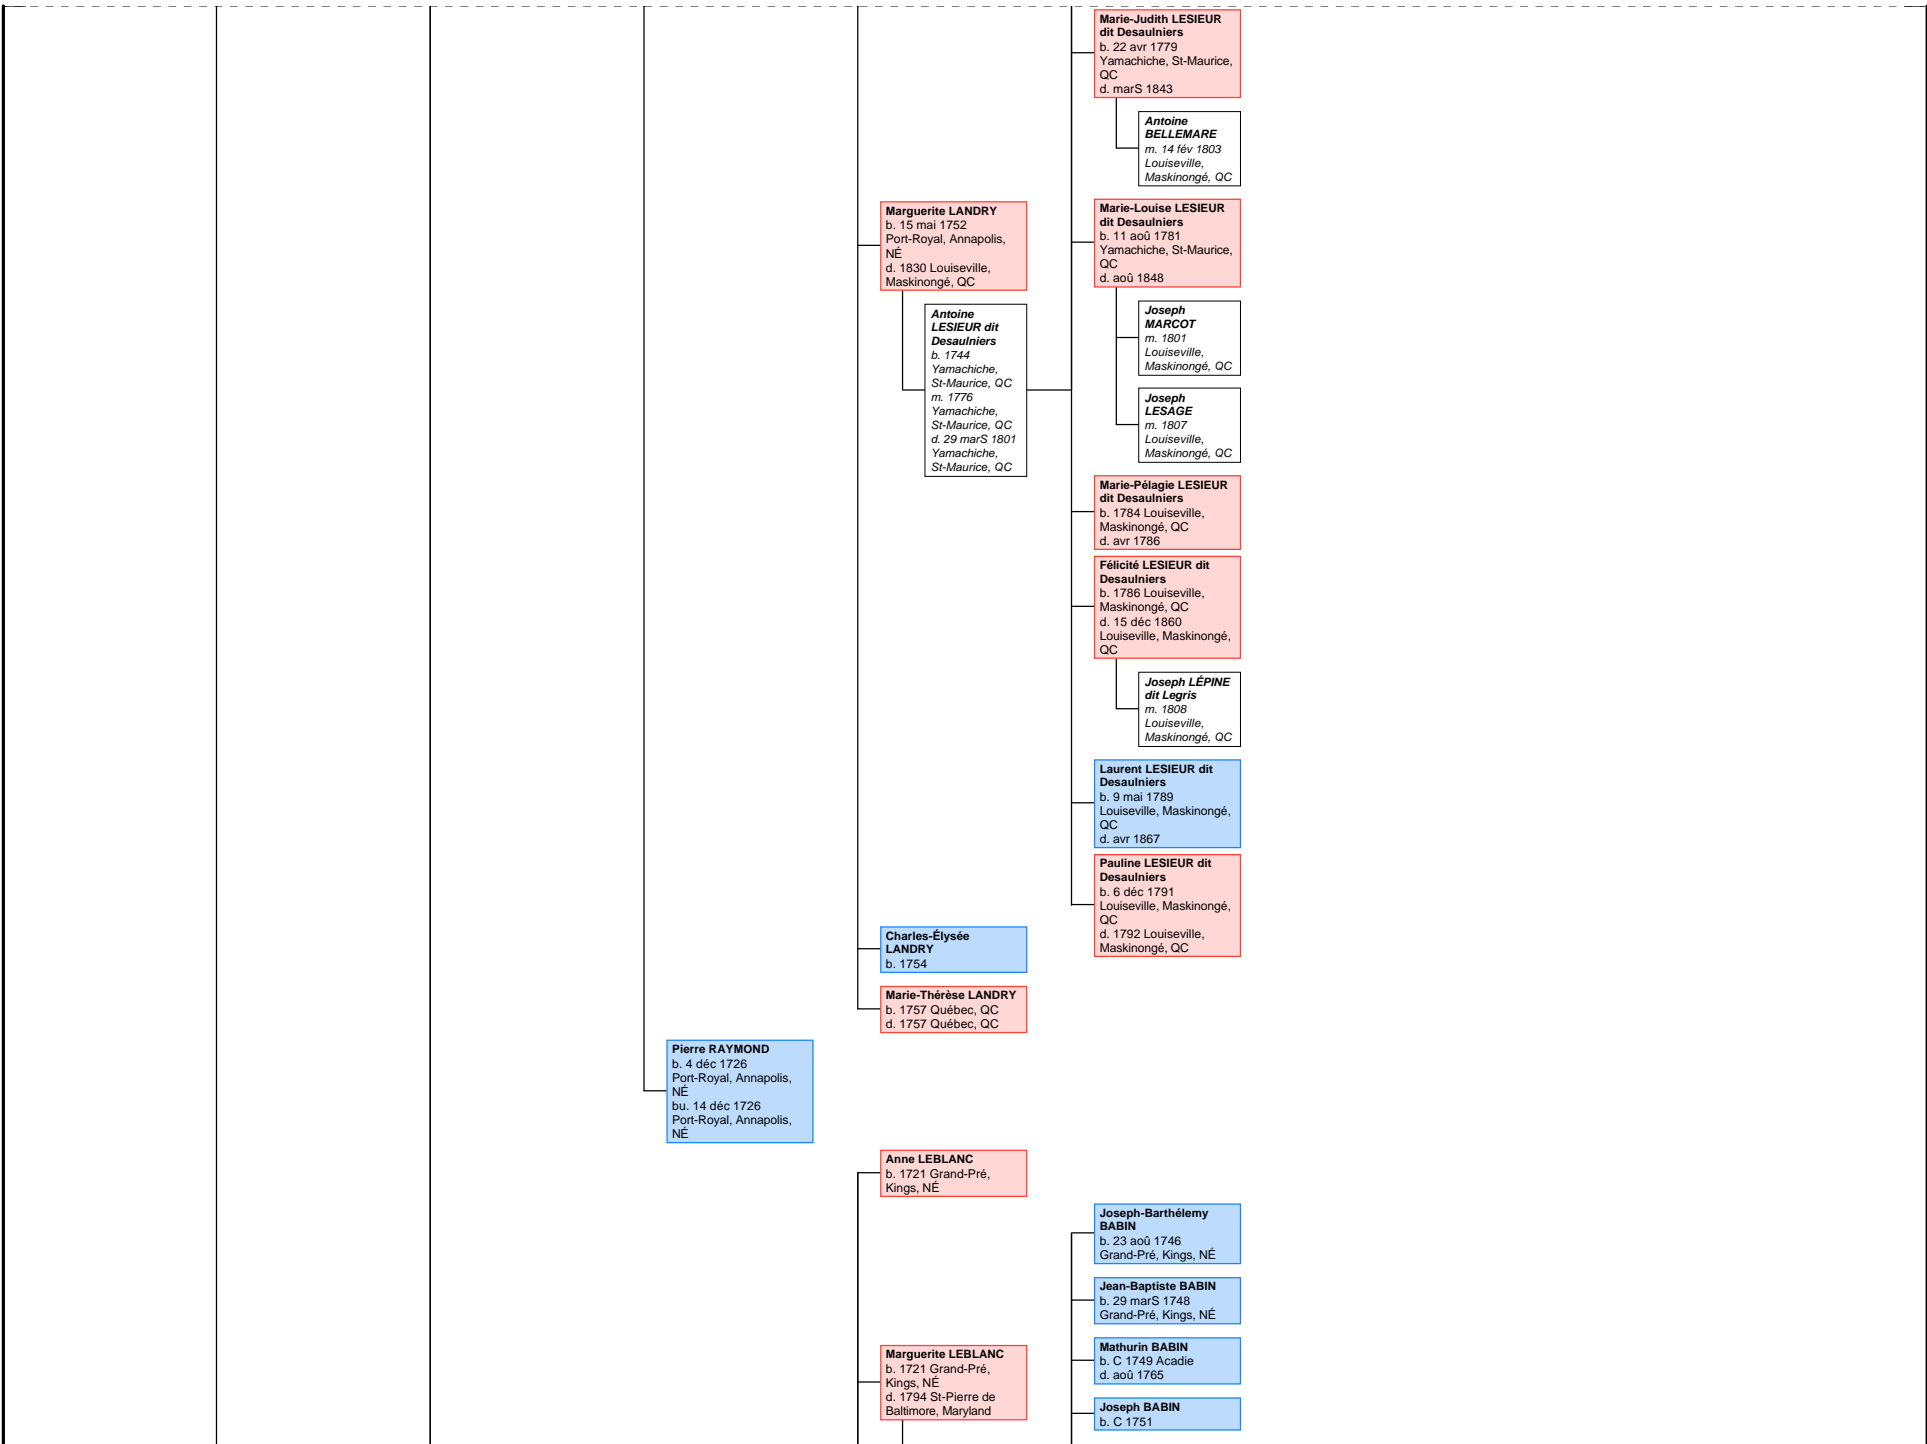 Marie-Judith LESIEUR
dit Desaulniers
b. 22 avr 1779
Yamachiche, St-Maurice,
QC
d. marS 1843
Antoine
BELLEMARE
m. 14 fév 1803
Louiseville,
Maskinongé, QC
Marguerite LANDRY
b. 15 mai 1752
Port-Royal, Annapolis,
NÉ
d. 1830 Louiseville,
Maskinongé, QC
Antoine
LESIEUR dit
Desaulniers
b. 1744
Yamachiche,
St-Maurice, QC
m. 1776
Yamachiche,
St-Maurice, QC
d. 29 marS 1801
Yamachiche,
St-Maurice, QC
Marie-Louise LESIEUR
dit Desaulniers
b. 11 aoû 1781
Yamachiche, St-Maurice,
QC
d. aoû 1848
Joseph
MARCOT
m. 1801
Louiseville,
Maskinongé, QC
Joseph
LESAGE
m. 1807
Louiseville,
Maskinongé, QC
Marie-Pélagie LESIEUR
dit Desaulniers
b. 1784 Louiseville,
Maskinongé, QC
d. avr 1786
Félicité LESIEUR dit
Desaulniers
b. 1786 Louiseville,
Maskinongé, QC
d. 15 déc 1860
Louiseville, Maskinongé,
QC
Joseph LÉPINE
dit Legris
m. 1808
Louiseville,
Maskinongé, QC
Laurent LESIEUR dit
Desaulniers
b. 9 mai 1789
Louiseville, Maskinongé,
QC
d. avr 1867
Pauline LESIEUR dit
Desaulniers
b. 6 déc 1791
Louiseville, Maskinongé,
QC
d. 1792 Louiseville,
Maskinongé, QC
Charles-Élysée
LANDRY
b. 1754
Marie-Thérèse LANDRY
b. 1757 Québec, QC
d. 1757 Québec, QC
Pierre RAYMOND
b. 4 déc 1726
Port-Royal, Annapolis,
NÉ
bu. 14 déc 1726
Port-Royal, Annapolis,
NÉ
Anne LEBLANC
b. 1721 Grand-Pré,
Kings, NÉ
Joseph-Barthélemy
BABIN
b. 23 aoû 1746
Grand-Pré, Kings, NÉ
Jean-Baptiste BABIN
b. 29 marS 1748
Grand-Pré, Kings, NÉ
Marguerite LEBLANC
b. 1721 Grand-Pré,
Kings, NÉ
d. 1794 St-Pierre de
Baltimore, Maryland
Mathurin BABIN
b. C 1749 Acadie
d. aoû 1765
Joseph BABIN
b. C 1751